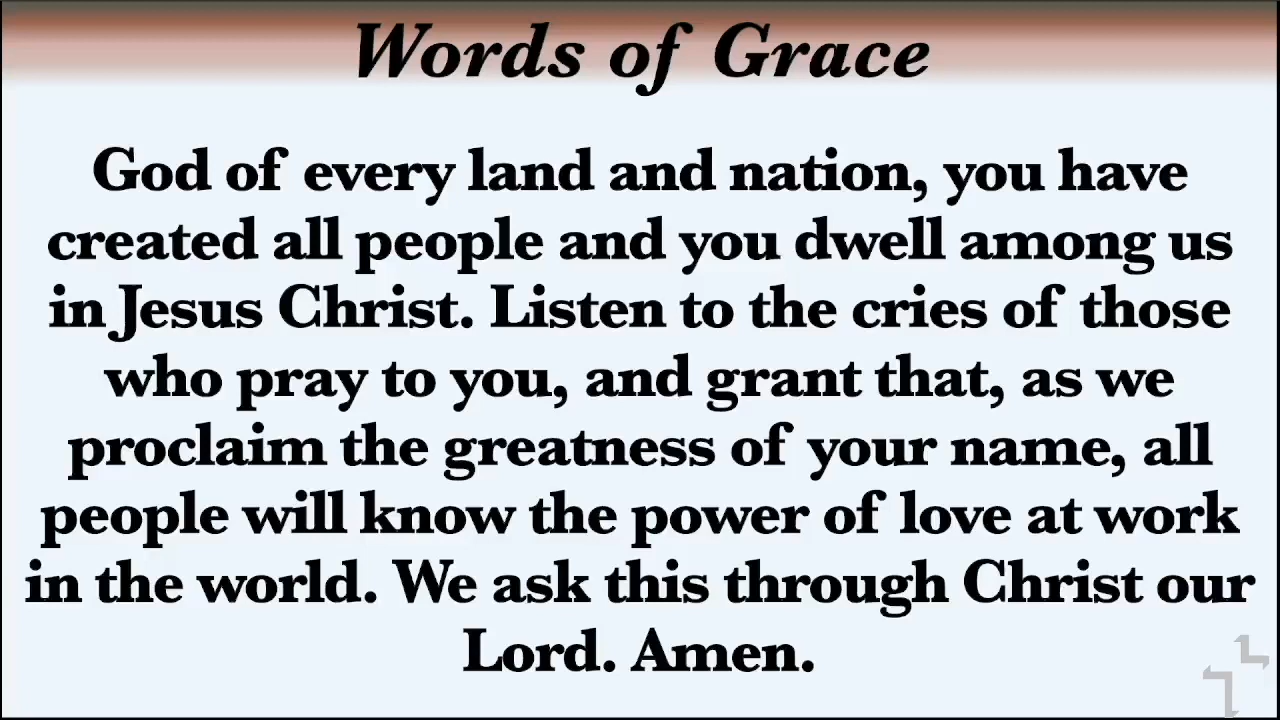 Words of Grace
God of every land and nation, you have
created all people and you dwell among us
in Jesus Christ. Listen to the cries of those
who pray to you, and grant that, as we
proclaim the greatness of your name, all
people will know the power of love at work
in the world. We ask this through Christ our
Lord. Amen.